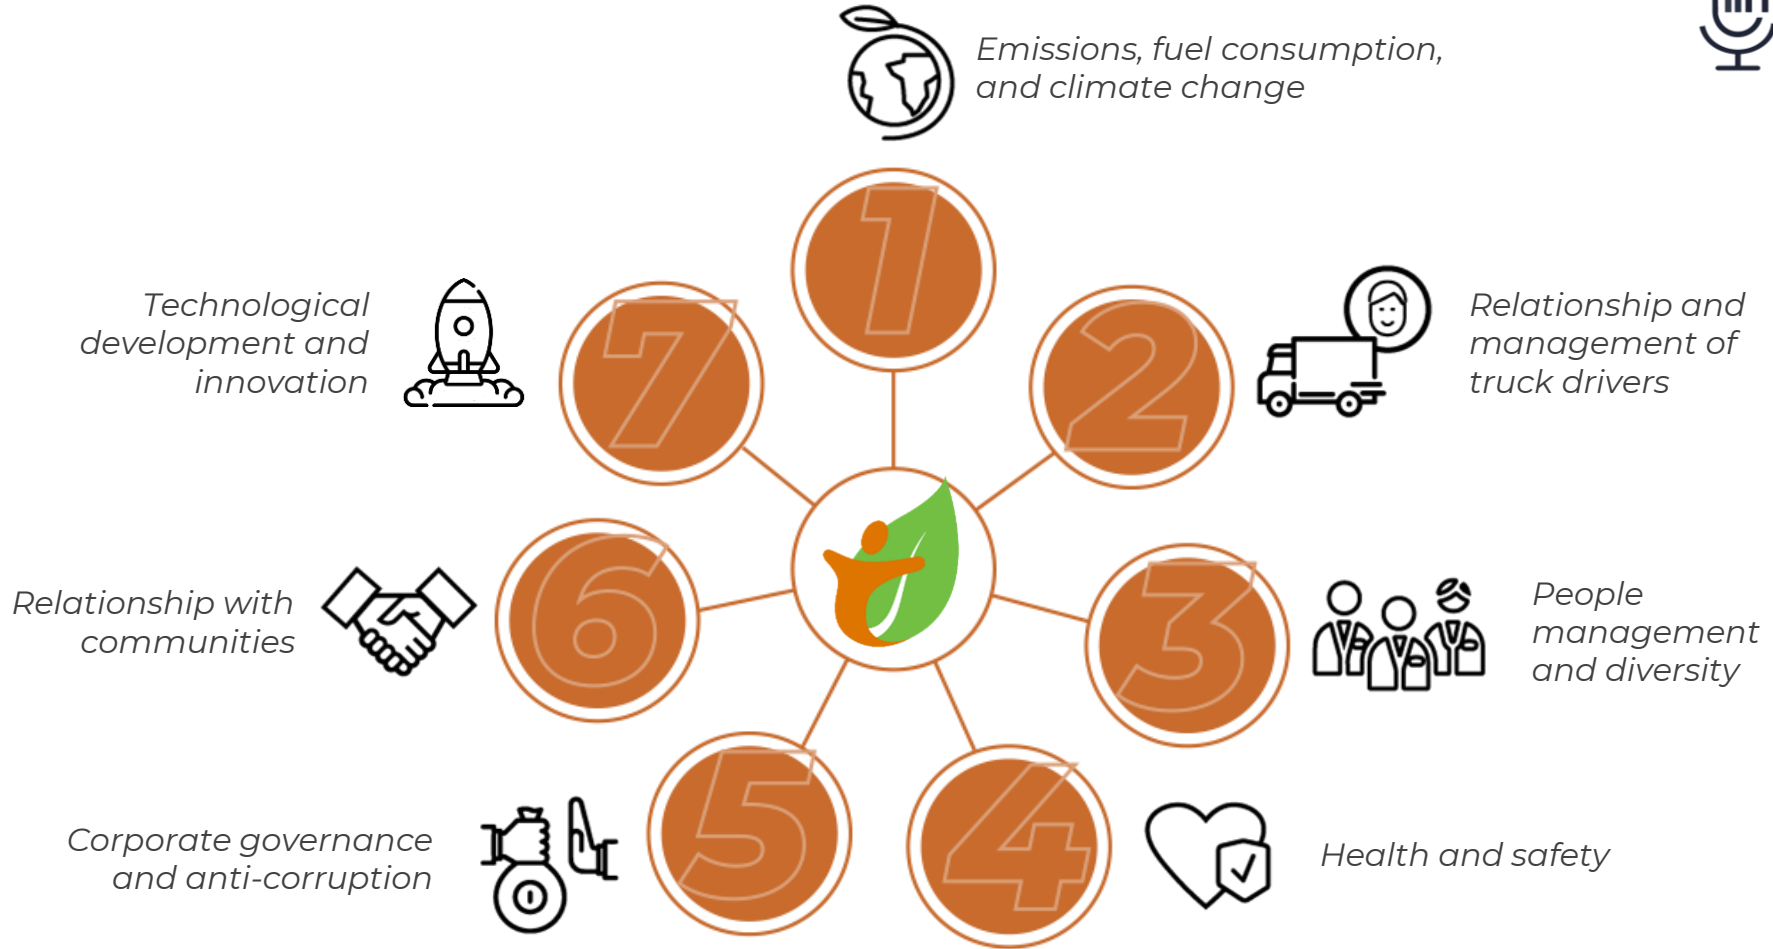 Emissions, fuel consumption,
and climate change
1
2
Relationship and
management of
truck drivers
3
People
management
and diversity
4
Health and safety
5
Corporate governance
and anti-corruption
6
Relationship with
communities
7
Technological
development and
innovation